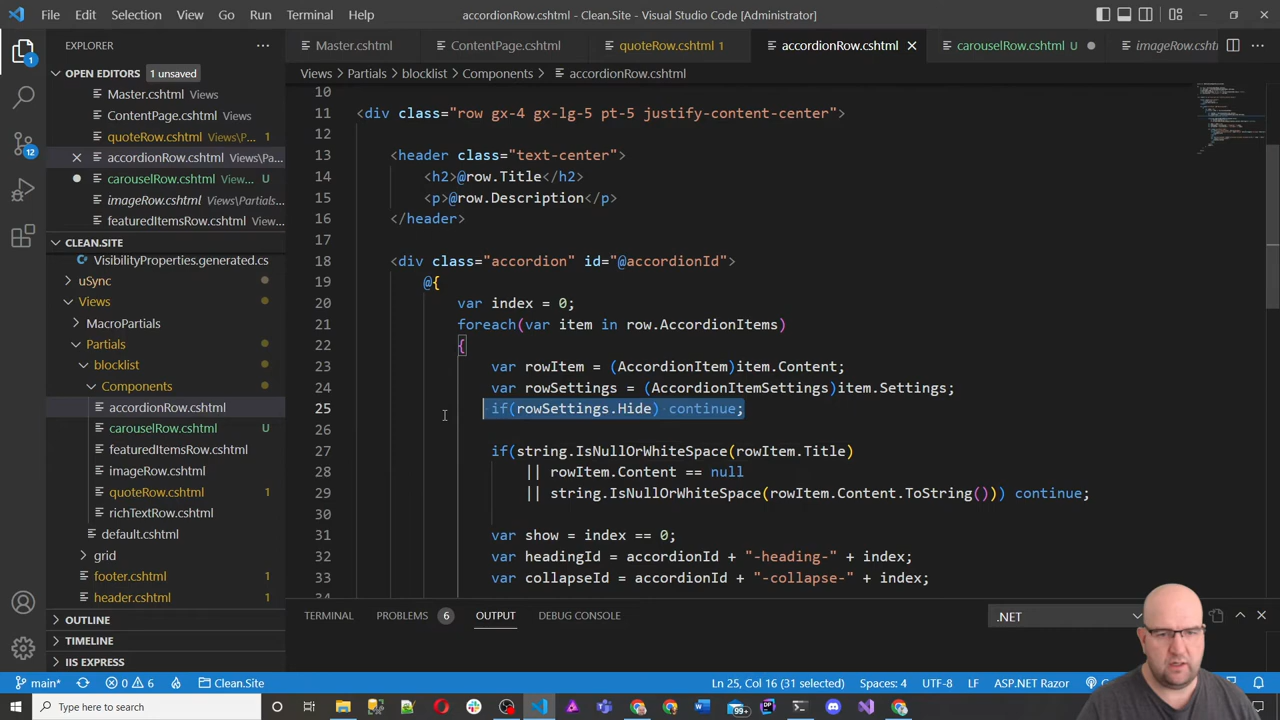 File Edit Selection View Go Run Terminal Help accordionRow.cshtml - Clean.Site - Visual Studio Code [Administrator]
EXPLORER
OPEN EDITORS 1 unsaved
Master.cshtml Views
ContentPage.cshtml Views
quoteRow.cshtml Views\P... 1
accordionRow.cshtml Views\Pa...
carouselRow.cshtml View... U
imageRow.cshtml Views\Partials...
featuredItemsRow.cshtml View...
CLEAN.SITE
VisibilityProperties.generated.cs
uSync
Views
MacroPartials
Partials
blocklist
Components
accordionRow.cshtml
carouselRow.cshtml U
featuredItemsRow.cshtml
imageRow.cshtml
quoteRow.cshtml 1
richTextRow.cshtml
default.cshtml
grid
footer.cshtml 1
header.cshtml 1
OUTLINE
TIMELINE
IIS EXPRESS
1
12
Master.cshtml ContentPage.cshtml quoteRow.cshtml 1 accordionRow.cshtml carouselRow.cshtml U imageRow.cshtml
Views > Partials > blocklist > Components > accordionRow.cshtml
10
11 <div class="row gx-5 gx-lg-5 pt-5 justify-content-center">
12
13 <header class="text-center">
14 <h2>@row.Title</h2>
15 <p>@row.Description</p>
16 </header>
17
18 <div class="accordion" id="@accordionId">
19 @{
20 var index = 0;
21 foreach(var item in row.AccordionItems)
22 {
23 var rowItem = (AccordionItem)item.Content;
24 var rowSettings = (AccordionItemSettings)item.Settings;
25 if(rowSettings.Hide) continue;
26
27 if(string.IsNullOrWhiteSpace(rowItem.Title)
28 || rowItem.Content == null
29 || string.IsNullOrWhiteSpace(rowItem.Content.ToString())) continue;
30
31 var show = index == 0;
32 var headingId = accordionId + "-heading-" + index;
33 var collapseId = accordionId + "-collapse-" + index;
TERMINAL PROBLEMS 6 OUTPUT DEBUG CONSOLE .NET
main* 0 6 Clean.Site Ln 25, Col 16 (31 selected) Spaces: 4 UTF-8 LF ASP.NET Razor
Type here to search 99+